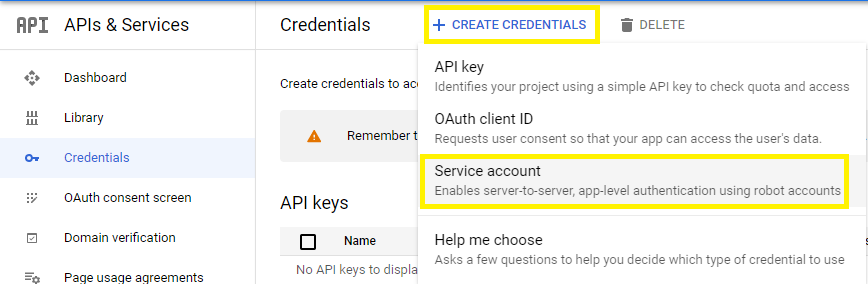 API APIs & Services
Credentials
+ CREATE CREDENTIALS
DELETE
Dashboard
Library
Credentials
OAuth consent screen
Domain verification
Page usage agreements
Create credentials to
Remember
API keys
Name
No API keys to
API key
Identifies your project using a simple API key to check quota and access
OAuth client ID
Requests user consent so that your app can access the user's data.
Service account
Enables server-to-server, app-level authentication using robot accounts
Help me choose
Asks a few questions to help you decide which type of credential to use